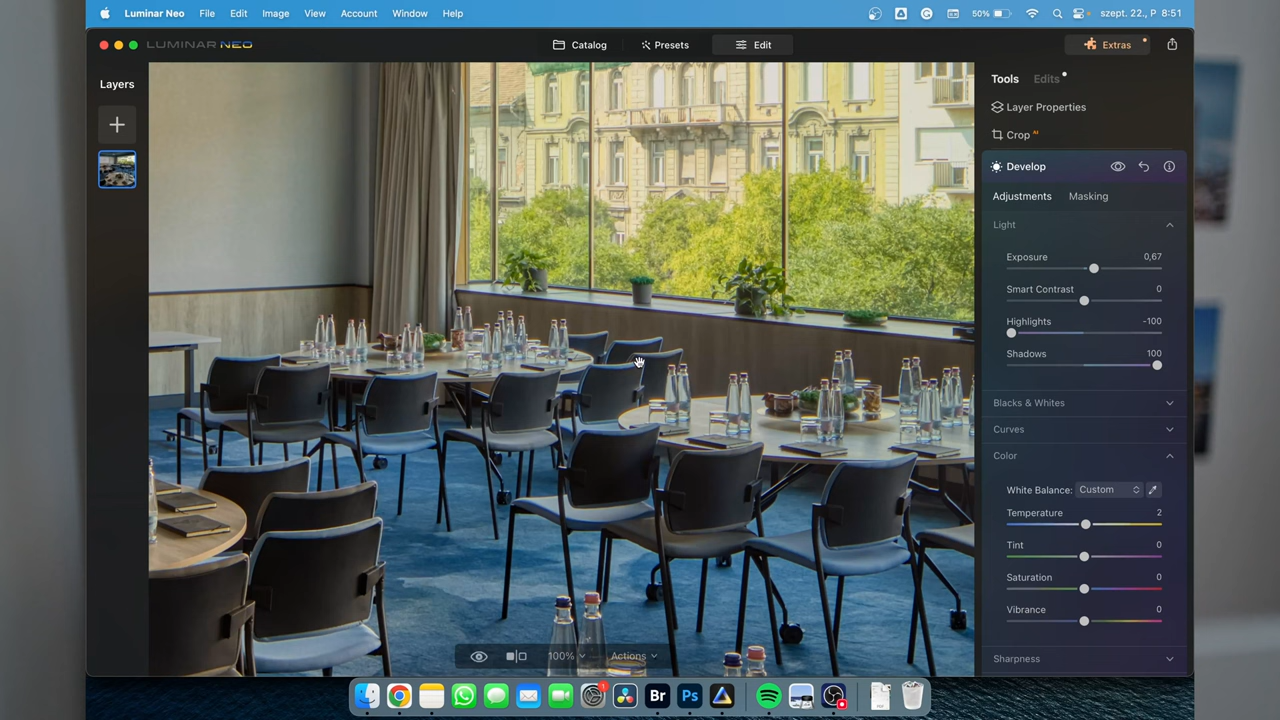 Luminar Neo File Edit Image View Account Window Help 50% szept. 22., P 8:51
LUMINAR NEO Catalog Presets Edit Extras
Layers
Tools Edits
Layer Properties
Crop AI
Develop
Adjustments Masking
Light
Exposure 0,67
Smart Contrast 0
Highlights -100
Shadows 100
Blacks & Whites
Curves
Color
White Balance: Custom
Temperature 2
Tint 0
Saturation 0
Vibrance 0
Sharpness
100% Actions
Br Ps